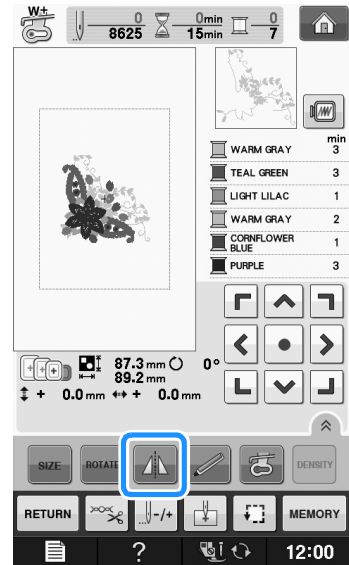 W+
0 0min 0
8625 15min 7
min
WARM GRAY 3
TEAL GREEN 3
LIGHT LILAC 1
WARM GRAY 2
CORNFLOWER BLUE 1
PURPLE 3
87.3 mm 0°
89.2 mm
+ 0.0 mm + 0.0 mm
SIZE ROTATE DENSITY
RETURN -/+ MEMORY
? 12:00